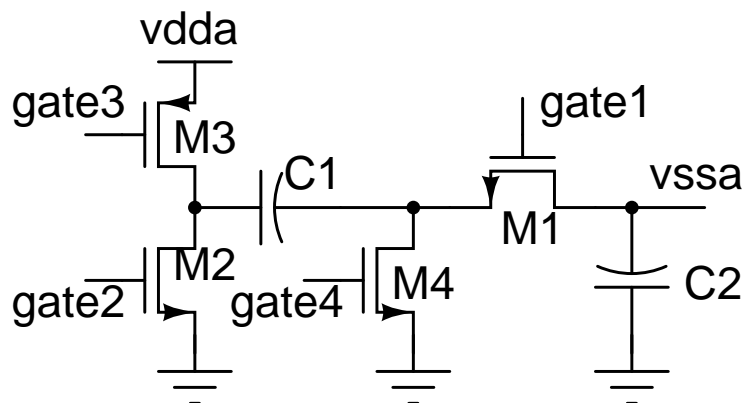 vdda
gate3
M3
gate1
C1
vssa
M1
M2
gate2
gate4
M4
C2